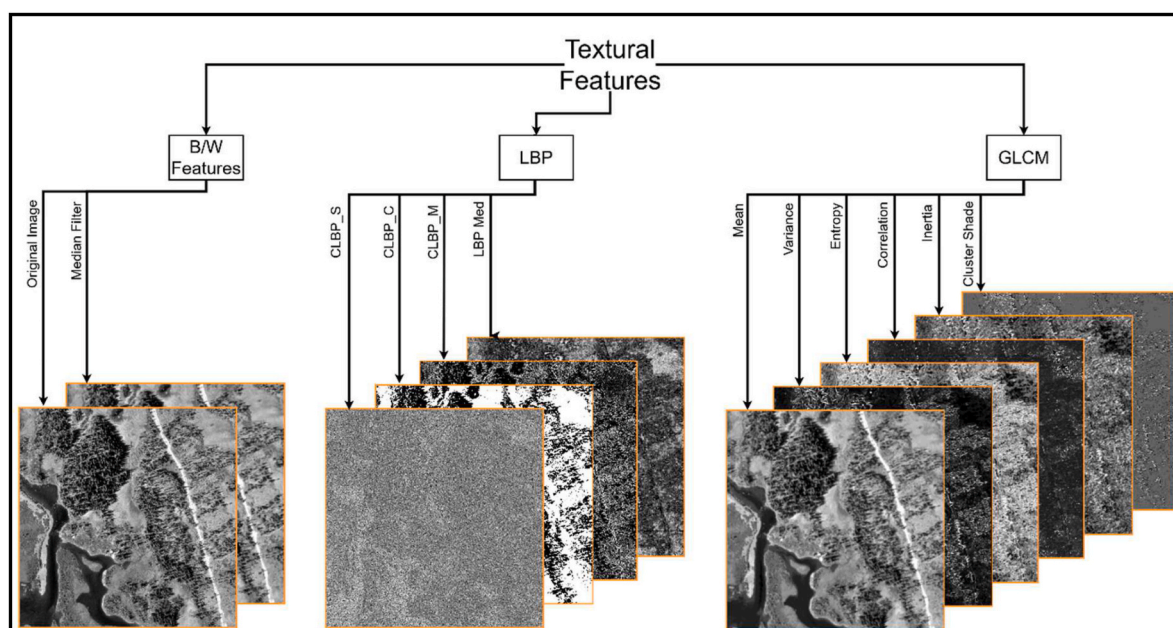 Textural
Features
B/W
Features
LBP
GLCM
Original Image
Median Filter
CLBP_S
CLBP_C
CLBP_M
LBP Med
Mean
Variance
Entropy
Correlation
Inertia
Cluster Shade